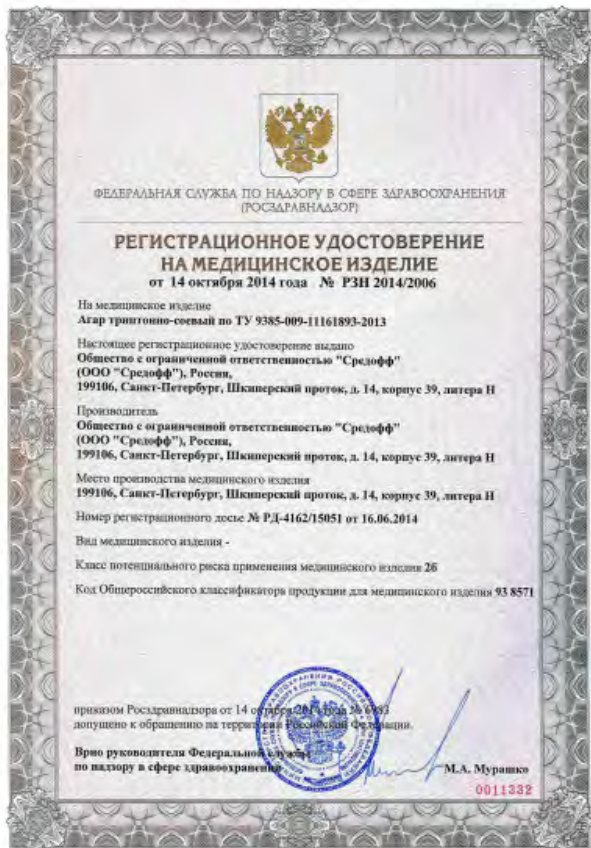 ФЕДЕРАЛЬНАЯ СЛУЖБА ПО НАДЗОРУ В СФЕРЕ ЗДРАВООХРАНЕНИЯ
(РОСЗДРАВНАДЗОР)
РЕГИСТРАЦИОННОЕ УДОСТОВЕРЕНИЕ
НА МЕДИЦИНСКОЕ ИЗДЕЛИЕ
от 14 октября 2014 года № РЗН 2014/2006
На медицинское изделие
Агар триптонно-соевый по ТУ 9385-009-11161893-2013
Настоящее регистрационное удостоверение выдано
Общество с ограниченной ответственностью "Средофф"
(ООО "Средофф"), Россия,
199106, Санкт-Петербург, Шкиперский проток, д. 14, корпус 39, литера Н
Производитель
Общество с ограниченной ответственностью "Средофф"
(ООО "Средофф"), Россия,
199106, Санкт-Петербург, Шкиперский проток, д. 14, корпус 39, литера Н
Место производства медицинского изделия
199106, Санкт-Петербург, Шкиперский проток, д. 14, корпус 39, литера Н
Номер регистрационного досье № РД-4162/15051 от 16.06.2014
Вид медицинского изделия -
Класс потенциального риска применения медицинского изделия 2б
Код Общероссийского классификатора продукции для медицинского изделия 93 8571
приказом Росздравнадзора от 14 октября 2014 года №
допущено к обращению на территории Российской Федерации.
Врио руководителя Федеральной службы
по надзору в сфере здравоохранения
М.А. Мурашко
0011332